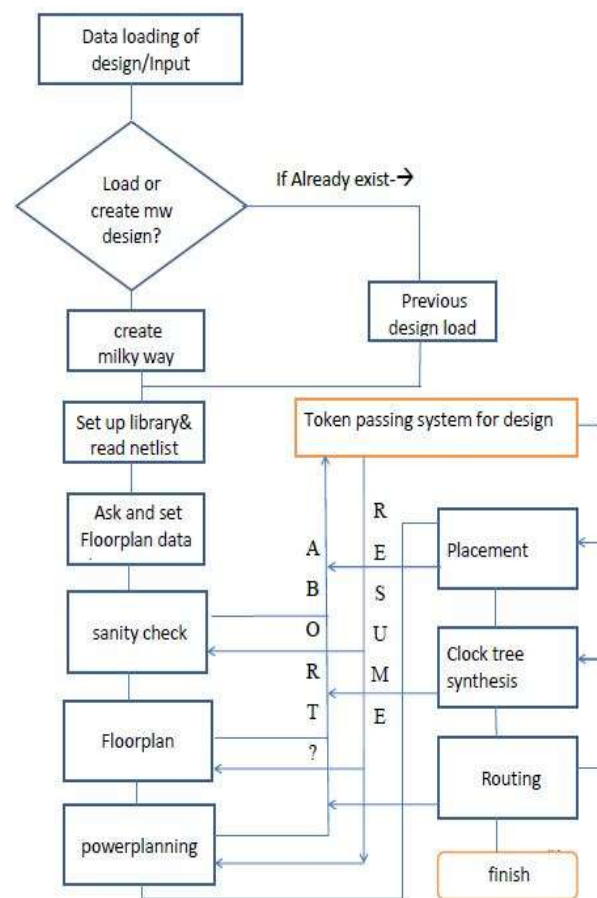 Data loading of
design/Input
Load or
create mw
design?
If Already exist-→
Previous
design load
create
milky way
Set up library&
read netlist
Token passing system for design
Ask and set
Floorplan data
sanity check
Floorplan
powerplanning
ABORT?
RESUME
Placement
Clock tree
synthesis
Routing
finish